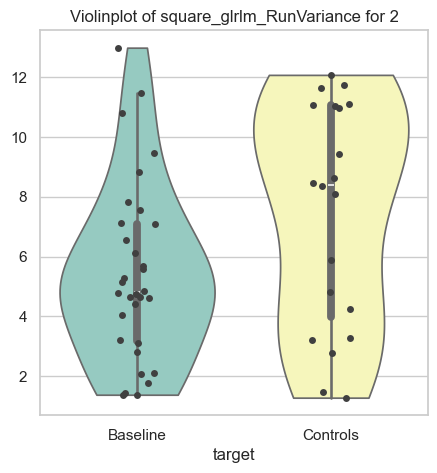 Violinplot of square_glrlm_RunVariance for 2
12
10
8
6
4
2
Baseline Controls
target